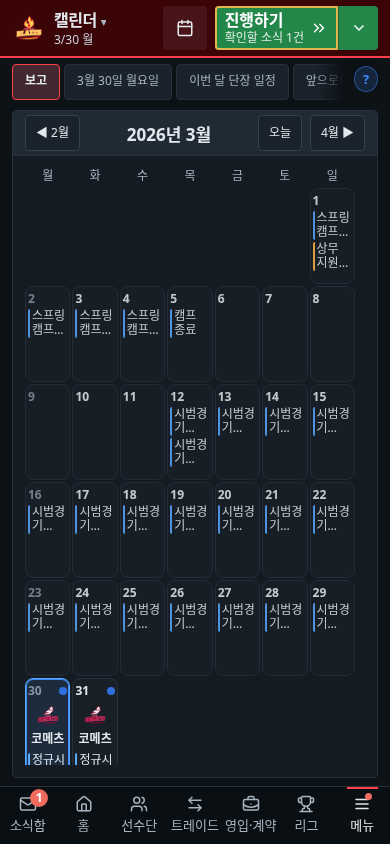 캘린더 ▾
3/30 월
진행하기
확인할 소식 1건
보고
3월 30일 월요일
이번 달 단장 일정
앞으로
?
◀ 2월
2026년 3월
오늘
4월 ▶
월 화 수 목 금 토 일
1
스프링
캠프...
상무
지원...
2 3 4 5 6 7 8
스프링 스프링 스프링 캠프
캠프... 캠프... 캠프... 종료
9 10 11 12 13 14 15
시범경 시범경 시범경 시범경
기... 기... 기... 기...
시범경
기...
16 17 18 19 20 21 22
시범경 시범경 시범경 시범경 시범경 시범경 시범경
기... 기... 기... 기... 기... 기... 기...
23 24 25 26 27 28 29
시범경 시범경 시범경 시범경 시범경 시범경 시범경
기... 기... 기... 기... 기... 기... 기...
30 31
코메츠 코메츠
정규시 정규시
1
소식함 홈 선수단 트레이드 영입·계약 리그 메뉴